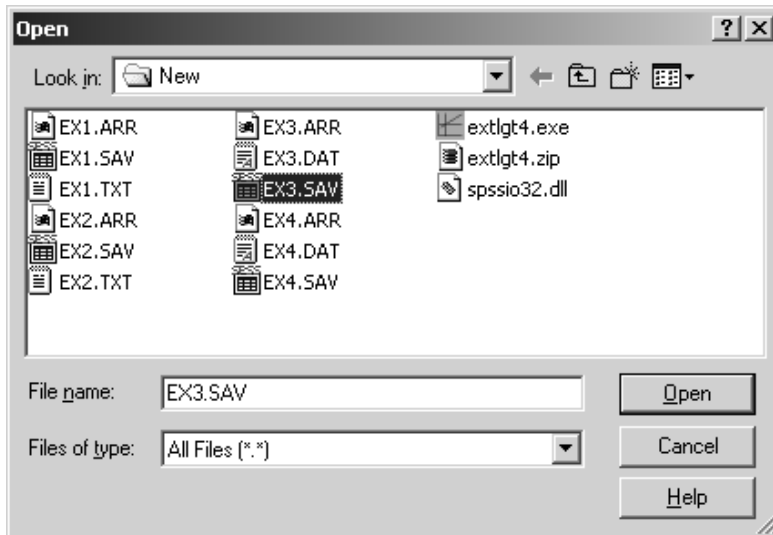 Open
Look in: New
EX1.ARR
EX1.SAV
EX1.TXT
EX2.ARR
EX2.SAV
EX2.TXT
EX3.ARR
EX3.DAT
EX3.SAV
EX4.ARR
EX4.DAT
EX4.SAV
extlgt4.exe
extlgt4.zip
spssio32.dll
File name: EX3.SAV
Open
Files of type: All Files (*.*)
Cancel
Help